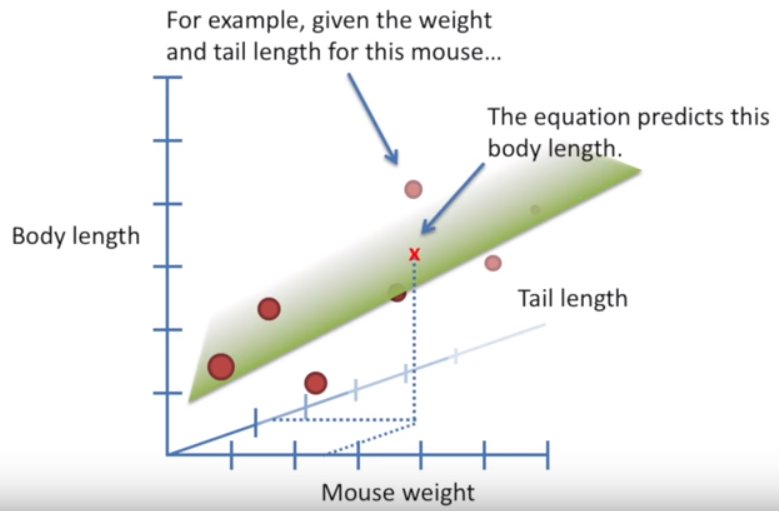 For example, given the weight
and tail length for this mouse...
The equation predicts this
body length.
Body length
x
Tail length
Mouse weight